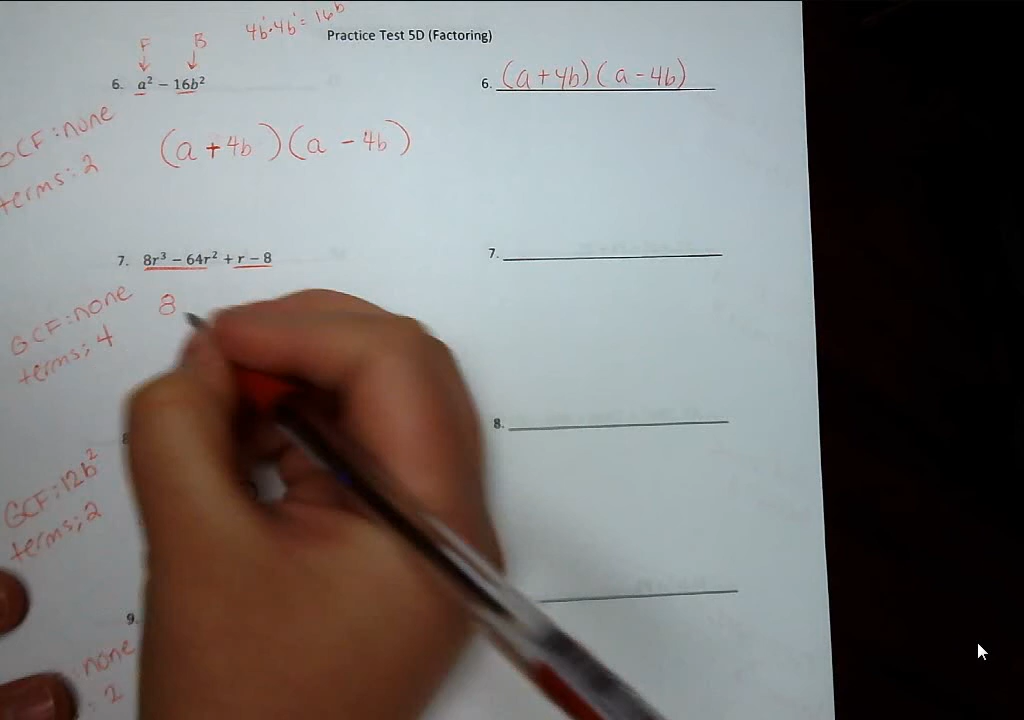 4b·4b = 16b
Practice Test 5D (Factoring)
F B
6. a² − 16b²
6. (a + 4b)(a - 4b)
GCF: none
terms: 2
(a + 4b)(a - 4b)
7. 8r³ − 64r² + r − 8
7.
GCF: none
terms: 4
8
8.
GCF: 12b²
terms: 2
9.
: none
: 2